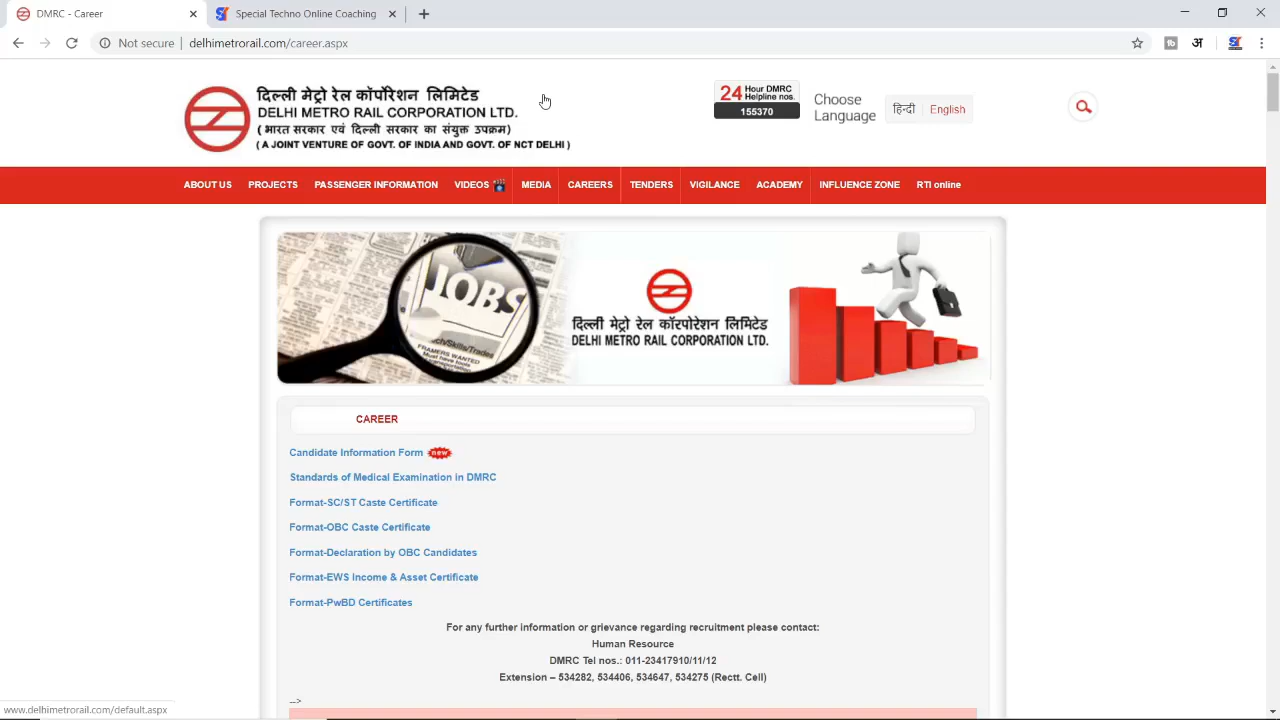 DMRC - Career
Special Techno Online Coaching
Not secure
delhimetrorail.com/career.aspx
दिल्ली मेट्रो रेल कॉर्पोरेशन लिमिटेड
DELHI METRO RAIL CORPORATION LTD.
(भारत सरकार एवं दिल्ली सरकार का संयुक्त उपक्रम)
( A JOINT VENTURE OF GOVT. OF INDIA AND GOVT. OF NCT DELHI )
24 Hour DMRC Helpline nos.
155370
Choose Language
हिन्दी English
ABOUT US PROJECTS PASSENGER INFORMATION VIDEOS MEDIA CAREERS TENDERS VIGILANCE ACADEMY INFLUENCE ZONE RTI online
JOBS
दिल्ली मेट्रो रेल कॉरपोरेशन लिमिटेड
DELHI METRO RAIL CORPORATION LTD.
CAREER
Candidate Information Form new
Standards of Medical Examination in DMRC
Format-SC/ST Caste Certificate
Format-OBC Caste Certificate
Format-Declaration by OBC Candidates
Format-EWS Income & Asset Certificate
Format-PwBD Certificates
For any further information or grievance regarding recruitment please contact:
Human Resource
DMRC Tel nos.: 011-23417910/11/12
Extension – 534282, 534406, 534647, 534275 (Rectt. Cell)
-->
www.delhimetrorail.com/default.aspx